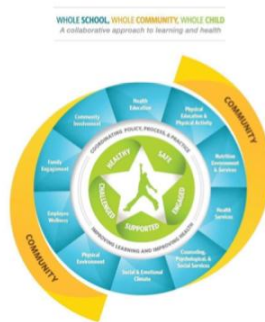 WHOLE SCHOOL, WHOLE COMMUNITY, WHOLE CHILD
A collaborative approach to learning and health
COMMUNITY
Health
Education
Physical
Education &
Physical Activity
Nutrition
Environment
& Services
Health
Services
Counseling,
Psychological, &
Social Services
Social & Emotional
Climate
Physical
Environment
Employee
Wellness
Family
Engagement
Community
Involvement
COORDINATING POLICY, PROCESS, & PRACTICE
IMPROVING LEARNING AND IMPROVING HEALTH
HEALTHY
SAFE
ENGAGED
SUPPORTED
CHALLENGED
COMMUNITY